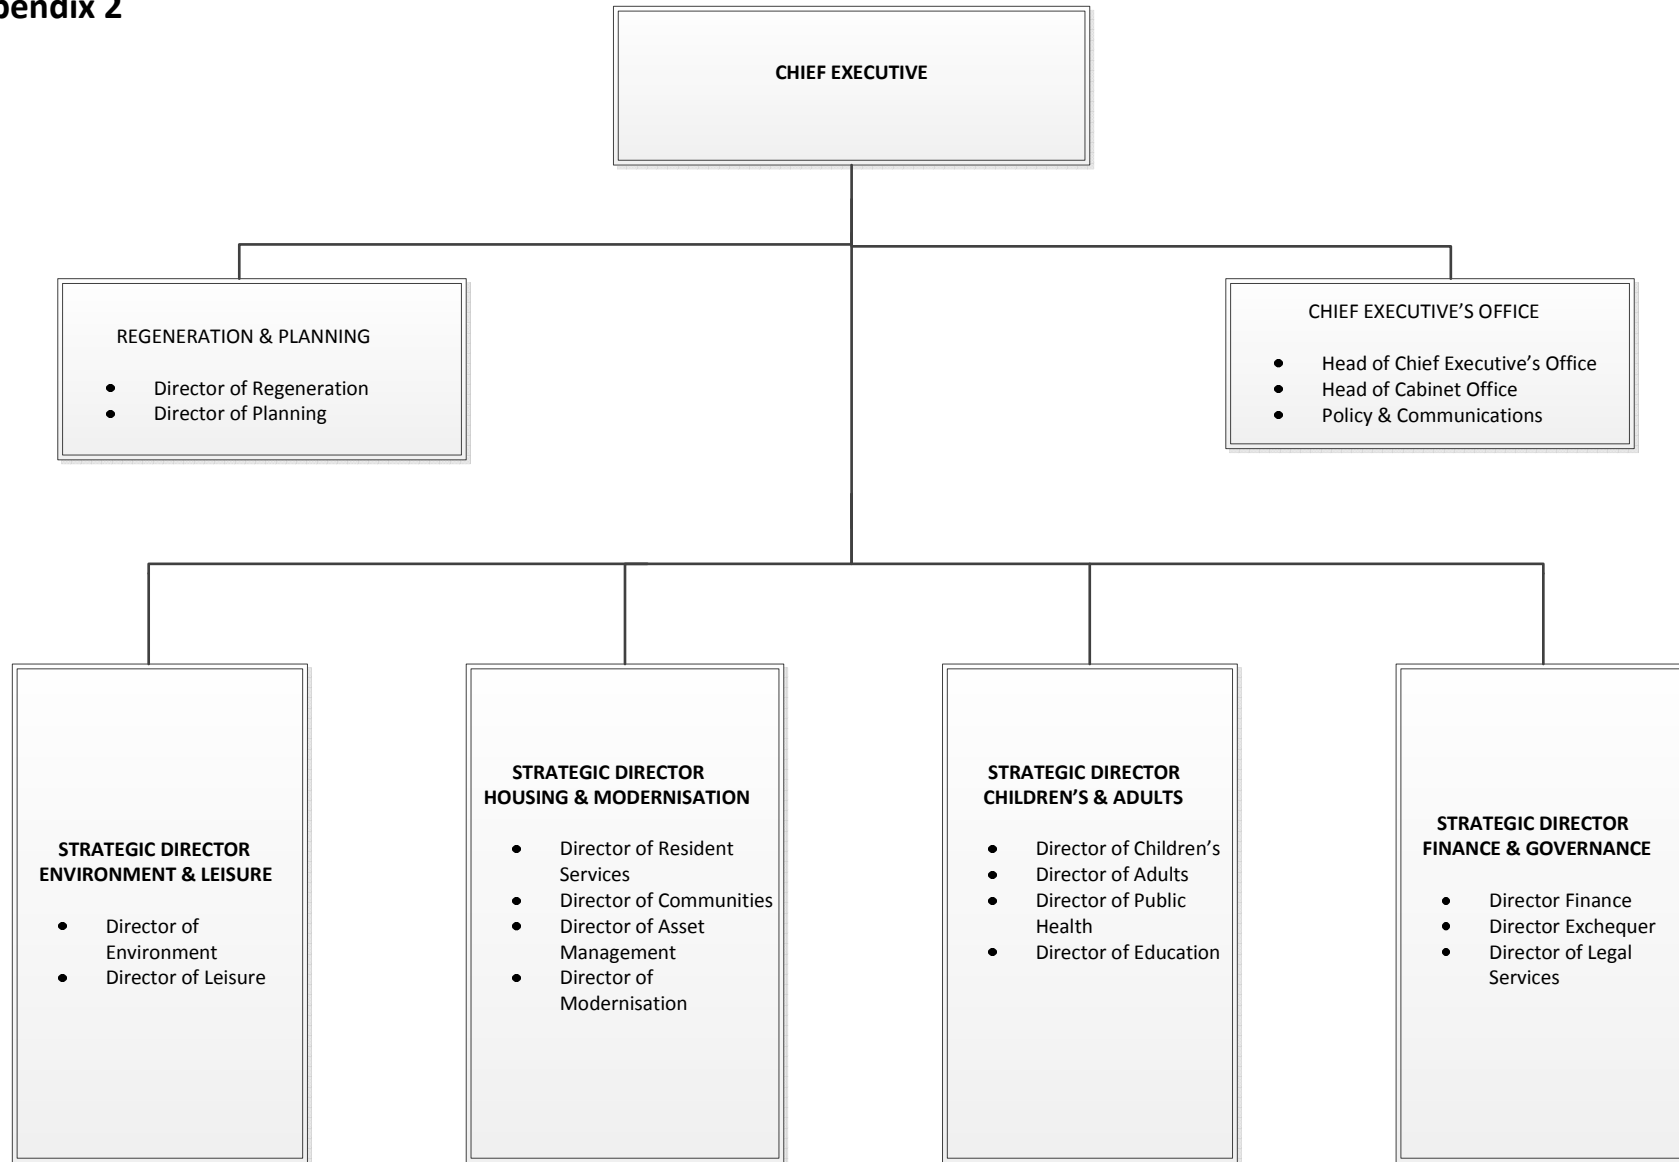 pendix 2
CHIEF EXECUTIVE
REGENERATION & PLANNING
• Director of Regeneration
• Director of Planning
CHIEF EXECUTIVE’S OFFICE
• Head of Chief Executive’s Office
• Head of Cabinet Office
• Policy & Communications
STRATEGIC DIRECTOR
ENVIRONMENT & LEISURE
• Director of
Environment
• Director of Leisure
STRATEGIC DIRECTOR
HOUSING & MODERNISATION
• Director of Resident
Services
• Director of Communities
• Director of Asset
Management
• Director of
Modernisation
STRATEGIC DIRECTOR
CHILDREN’S & ADULTS
• Director of Children’s
• Director of Adults
• Director of Public
Health
• Director of Education
STRATEGIC DIRECTOR
FINANCE & GOVERNANCE
• Director Finance
• Director Exchequer
• Director of Legal
Services